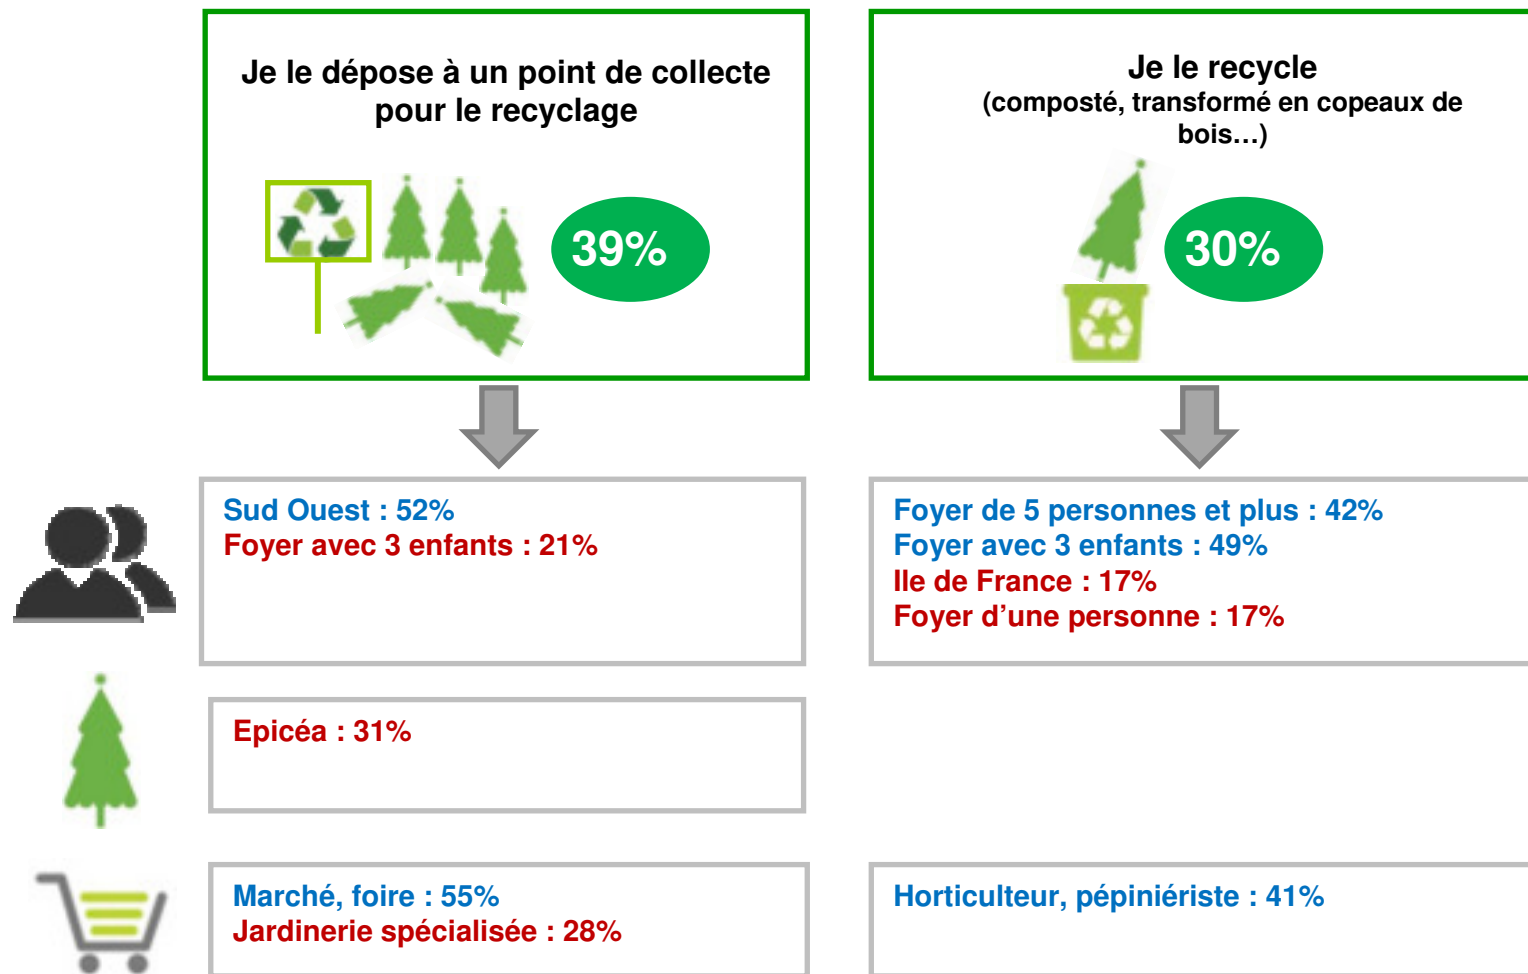 Je le dépose à un point de collecte
pour le recyclage
39%
Je le recycle
(composté, transformé en copeaux de
bois…)
30%
Sud Ouest : 52%
Foyer avec 3 enfants : 21%
Foyer de 5 personnes et plus : 42%
Foyer avec 3 enfants : 49%
Ile de France : 17%
Foyer d’une personne : 17%
Epicéa : 31%
Marché, foire : 55%
Jardinerie spécialisée : 28%
Horticulteur, pépiniériste : 41%